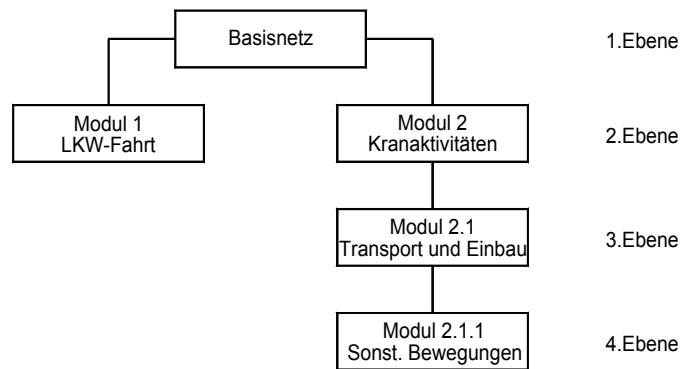 Basisnetz
1.Ebene
Modul 1
LKW-Fahrt
Modul 2
Kranaktivitäten
2.Ebene
Modul 2.1
Transport und Einbau
3.Ebene
Modul 2.1.1
Sonst. Bewegungen
4.Ebene